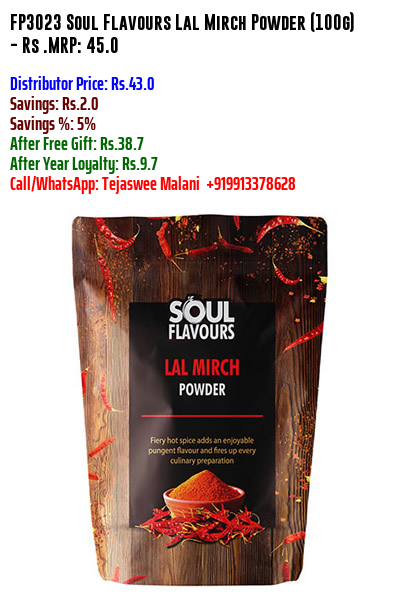 FP3023 Soul Flavours Lal Mirch Powder (100g)
- Rs .MRP: 45.0
Distributor Price: Rs.43.0
Savings: Rs.2.0
Savings %: 5%
After Free Gift: Rs.38.7
After Year Loyalty: Rs.9.7
Call/WhatsApp: Tejaswee Malani +919913378628
SOUL
FLAVOURS
LAL MIRCH
POWDER
Fiery hot spice adds an enjoyable
pungent flavour and fires up every
culinary preparation